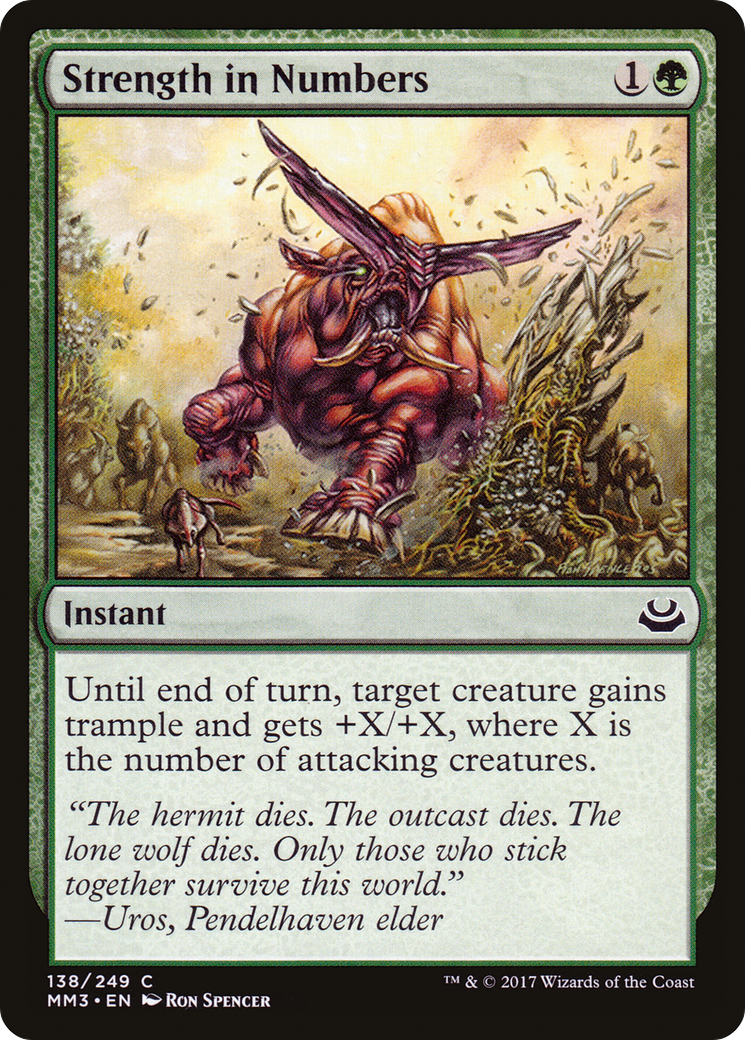 Strength in Numbers 1
Instant
Until end of turn, target creature gains
trample and gets +X/+X, where X is
the number of attacking creatures.
“The hermit dies. The outcast dies. The
lone wolf dies. Only those who stick
together survive this world.”
—Uros, Pendelhaven elder
138/249 C
™ & © 2017 Wizards of the Coast
MM3 • EN Ron Spencer